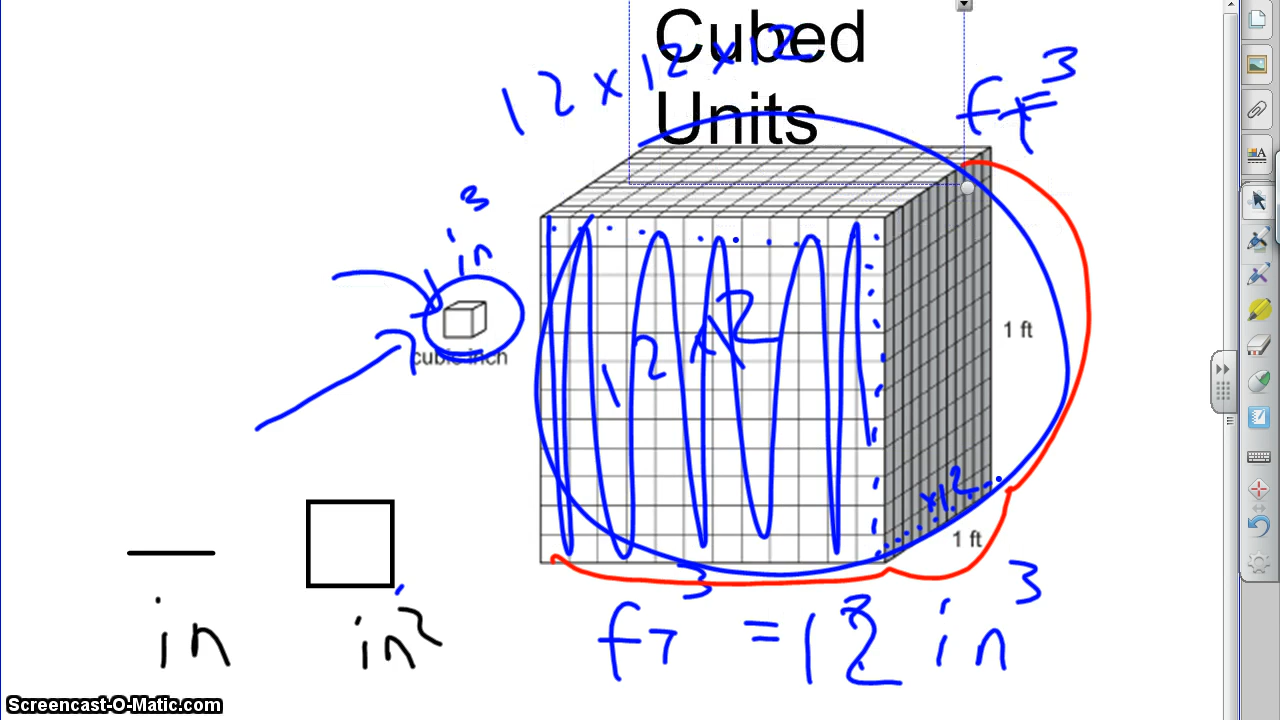 Cubed
Units
12 x 12 x 12
ft³
in³
cubic inch
12 x 12
1 ft
x12
1 ft
in
in²
ft³ = 12³ in³
Screencast-O-Matic.com